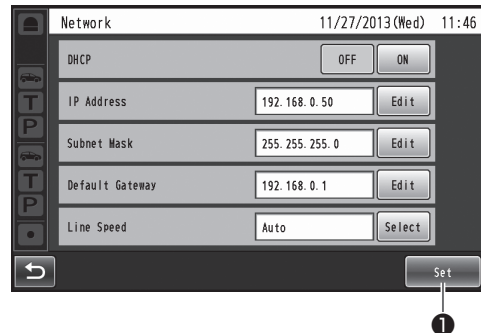 Network 11/27/2013(Wed) 11:46
DHCP OFF ON
IP Address 192.168.0.50 Edit
Subnet Mask 255.255.255.0 Edit
Default Gateway 192.168.0.1 Edit
Line Speed Auto Select
T
P
T
P
Set
1